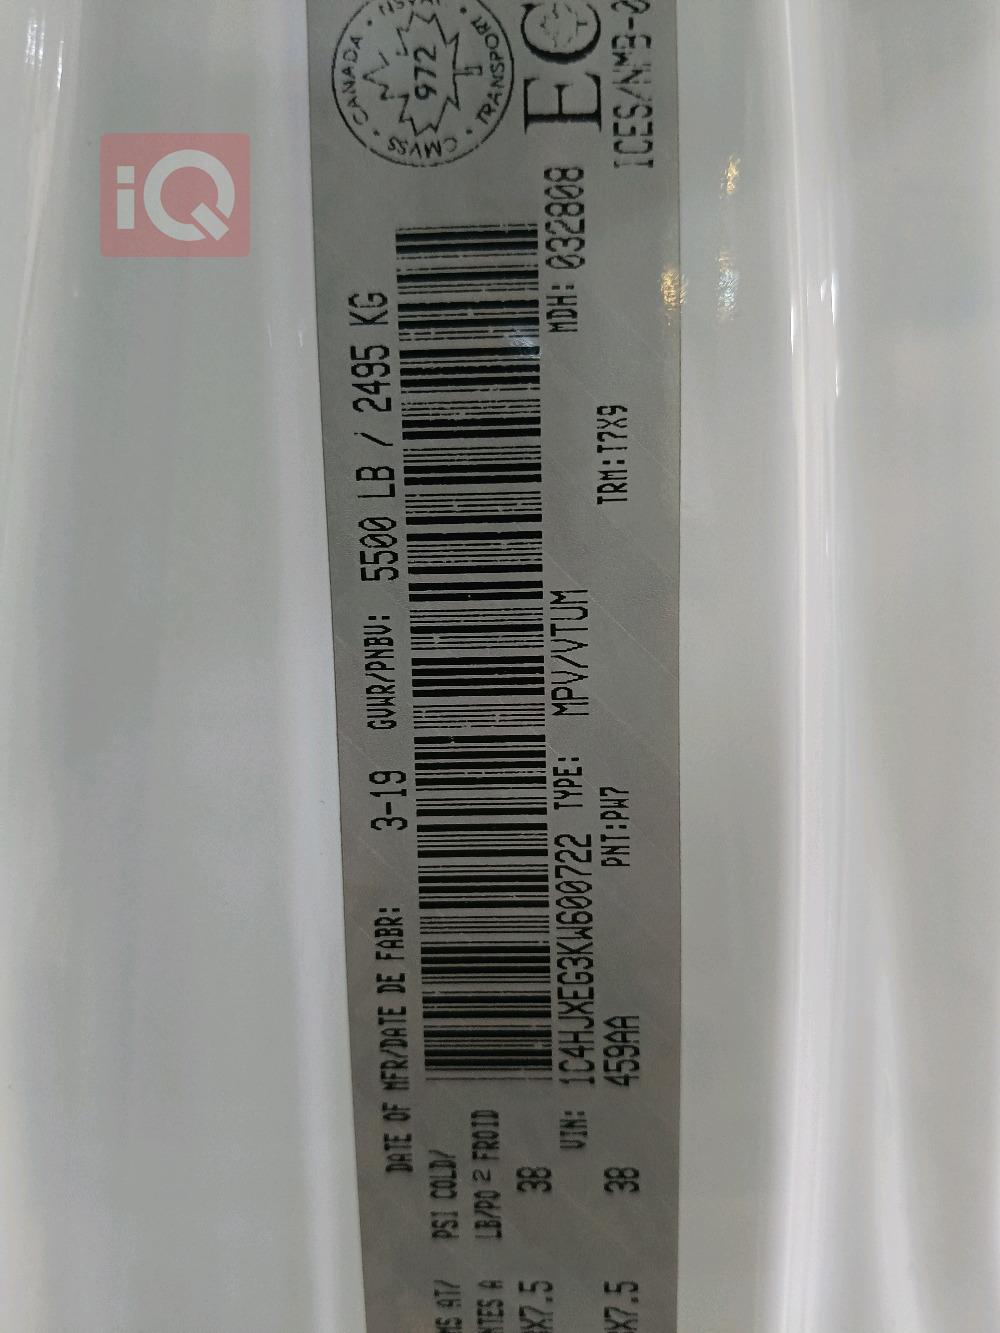 iQ
DATE OF MFR/DATE DE FABR: 3-19 GVWR/PNBV: 5500 LB / 2495 KG
CANADA · TRANSPORT · CMVSS
972
EC
ICES/NMB-
PSI COLD/
LB/PO 2 FROID
38
38
X7.5
X7.5
VIN: 1C4HJXEG3KW600722 TYPE: MPV/VTUM MDH: 032808
459AA PNT:PW7 TRM:T7X9